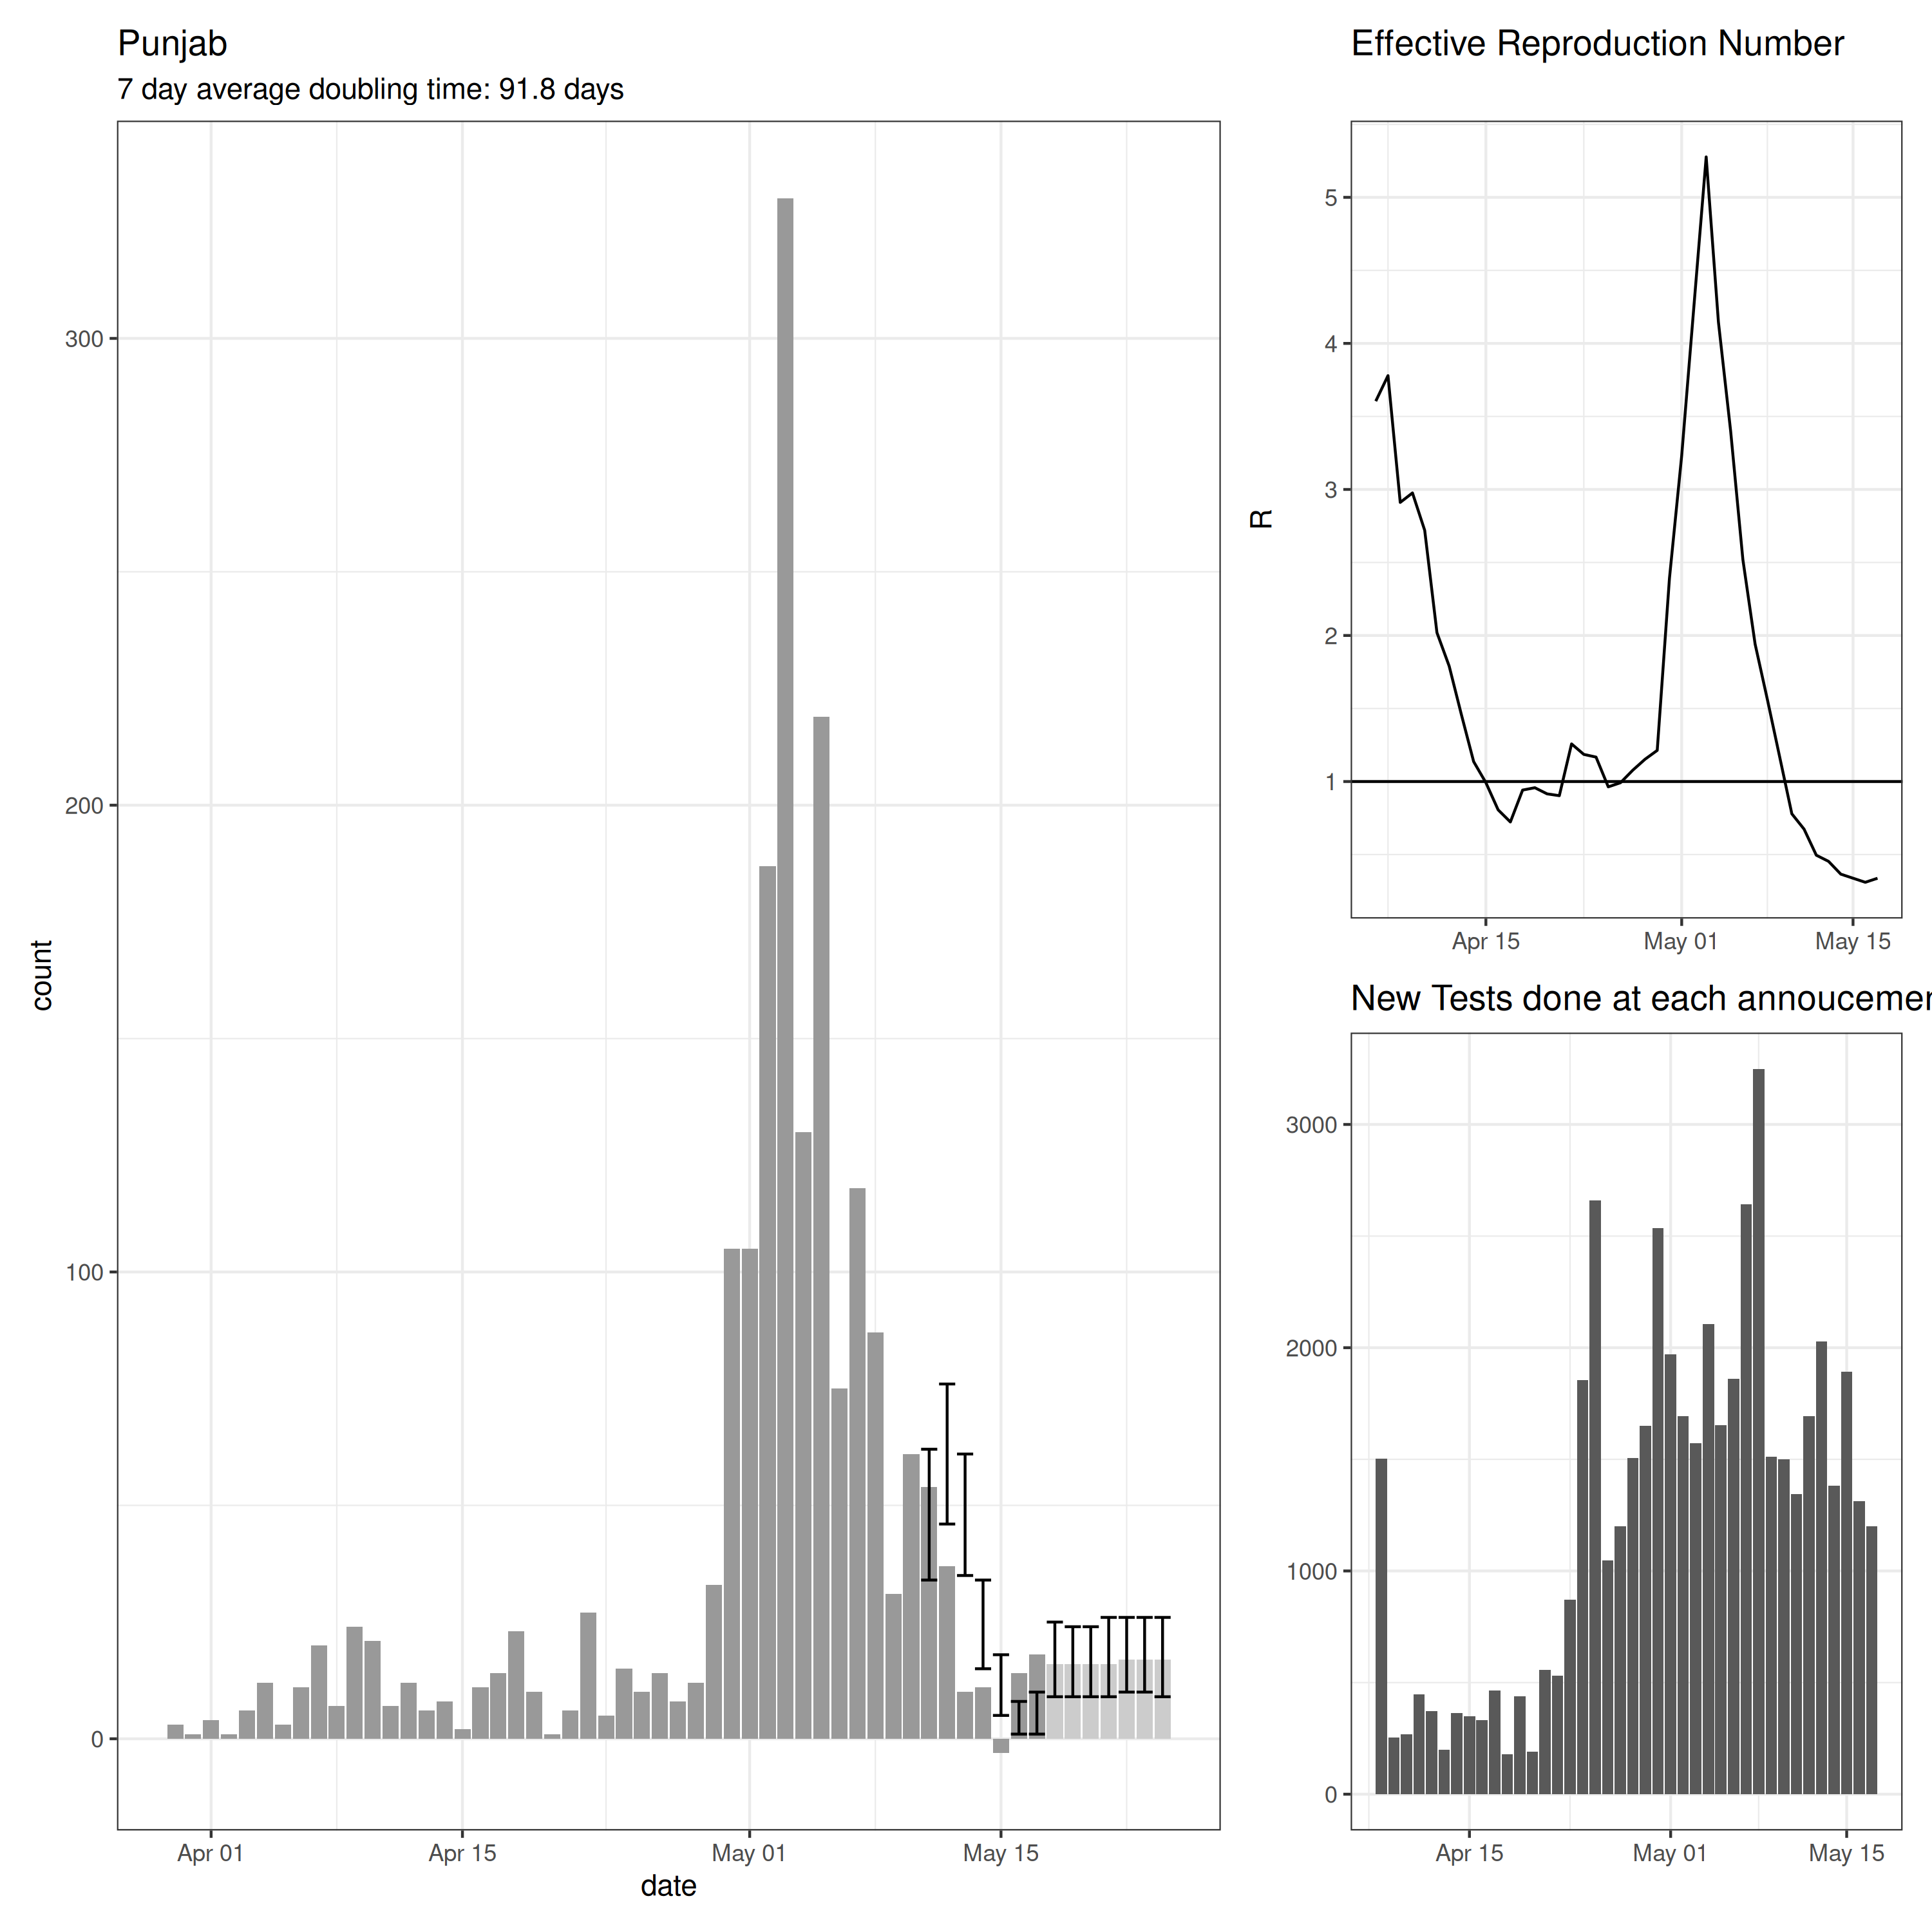 Punjab
7 day average doubling time: 91.8 days
300
200
100
0
count
Apr 01 Apr 15 May 01 May 15
date
Effective Reproduction Number
5
4
3
2
1
R
Apr 15 May 01 May 15
New Tests done at each annoucemen
3000
2000
1000
0
Apr 15 May 01 May 15